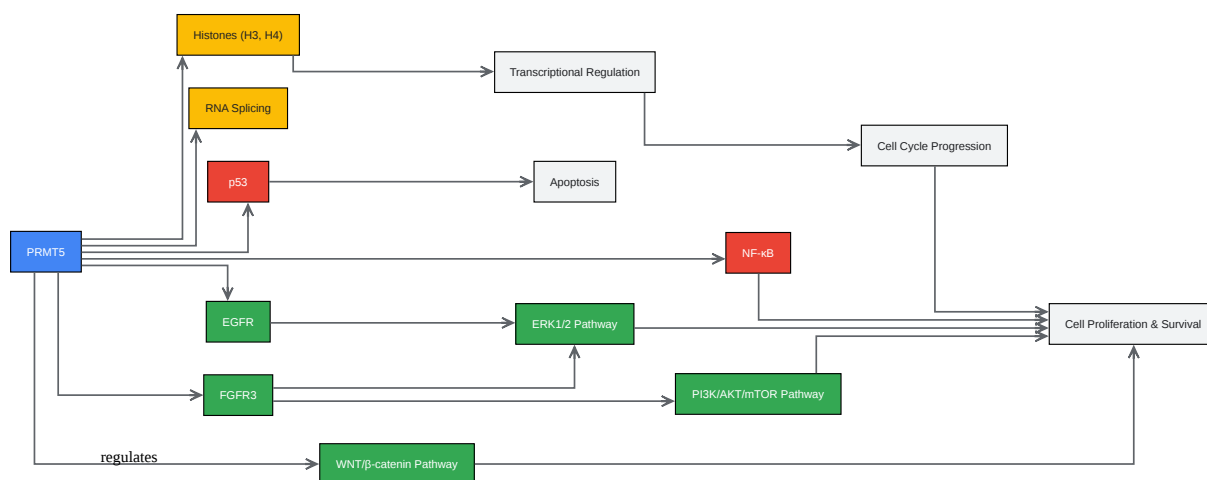 Histones (H3, H4)
Transcriptional Regulation
RNA Splicing
Cell Cycle Progression
p53
Apoptosis
PRMT5
NF-κB
EGFR
ERK1/2 Pathway
Cell Proliferation & Survival
FGFR3
PI3K/AKT/mTOR Pathway
regulates
WNT/β-catenin Pathway